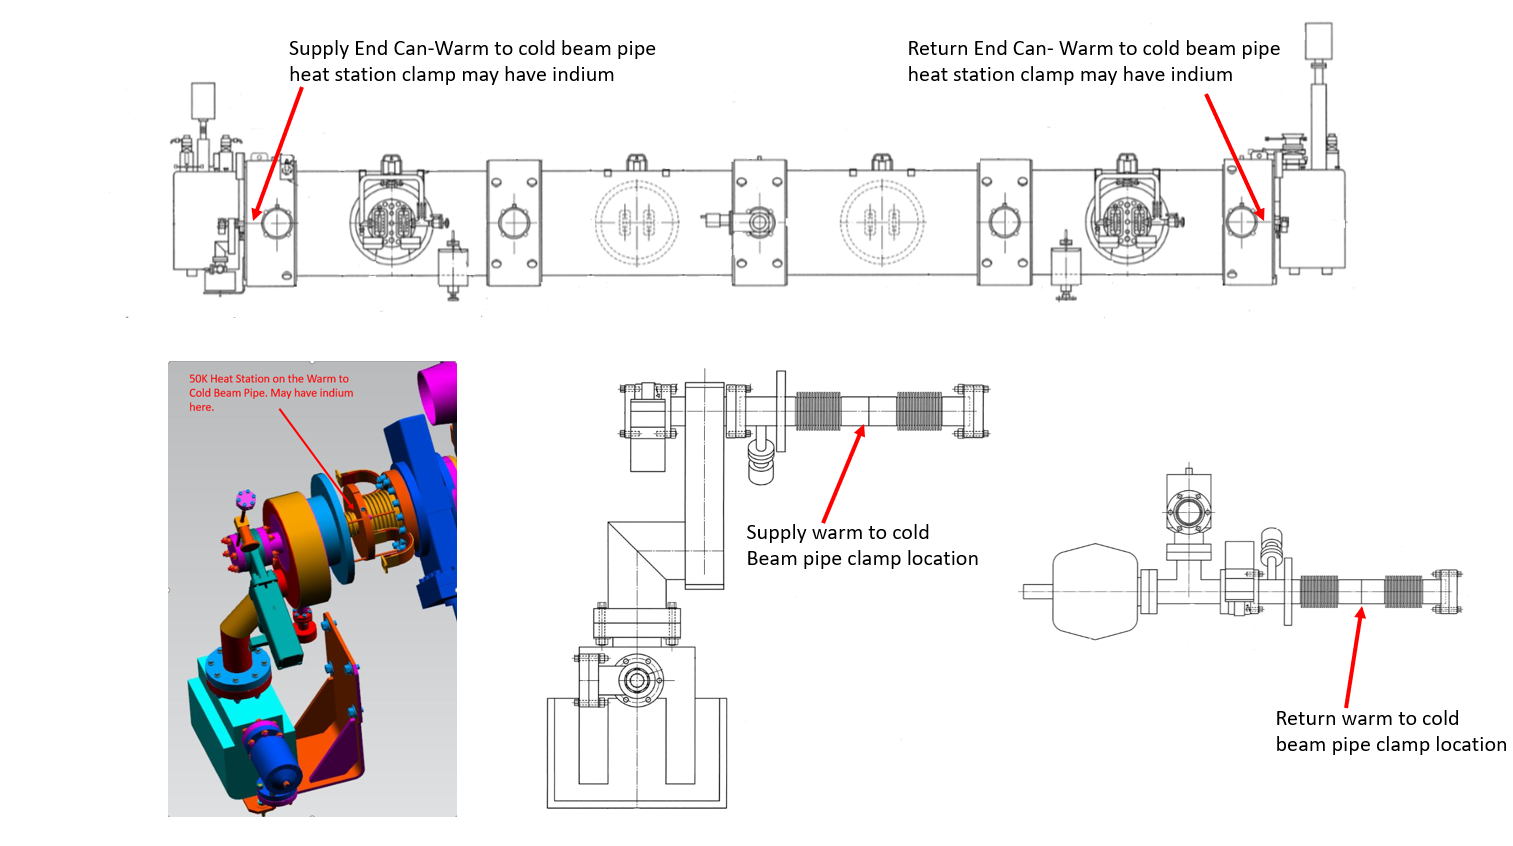 Supply End Can-Warm to cold beam pipe
heat station clamp may have indium
Return End Can- Warm to cold beam pipe
heat station clamp may have indium
50K Heat Station on the Warm to
Cold Beam Pipe. May have indium
here.
Supply warm to cold
Beam pipe clamp location
Return warm to cold
beam pipe clamp location